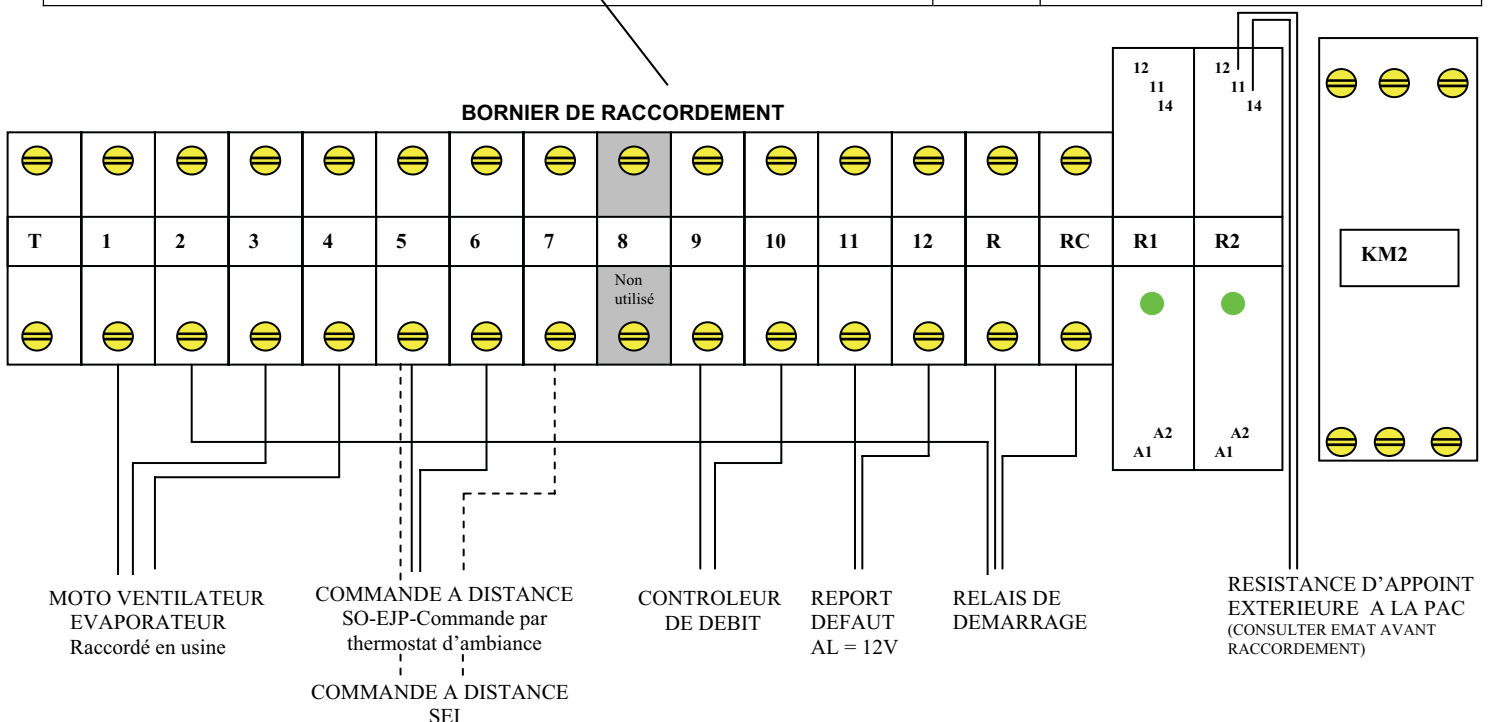 12
11
14
12
11
14
BORNIER DE RACCORDEMENT
T 1 2 3 4 5 6 7 8 9 10 11 12 R RC R1 R2
KM2
Non
utilisé
A2
A1
A2
A1
MOTO VENTILATEUR
EVAPORATEUR
Raccordé en usine
COMMANDE A DISTANCE
SO-EJP-Commande par
thermostat d’ambiance
COMMANDE A DISTANCE
SEI
CONTROLEUR
DE DEBIT
REPORT
DEFAUT
AL = 12V
RELAIS DE
DEMARRAGE
RESISTANCE D’APPOINT
EXTERIEURE A LA PAC
(CONSULTER EMAT AVANT
RACCORDEMENT)